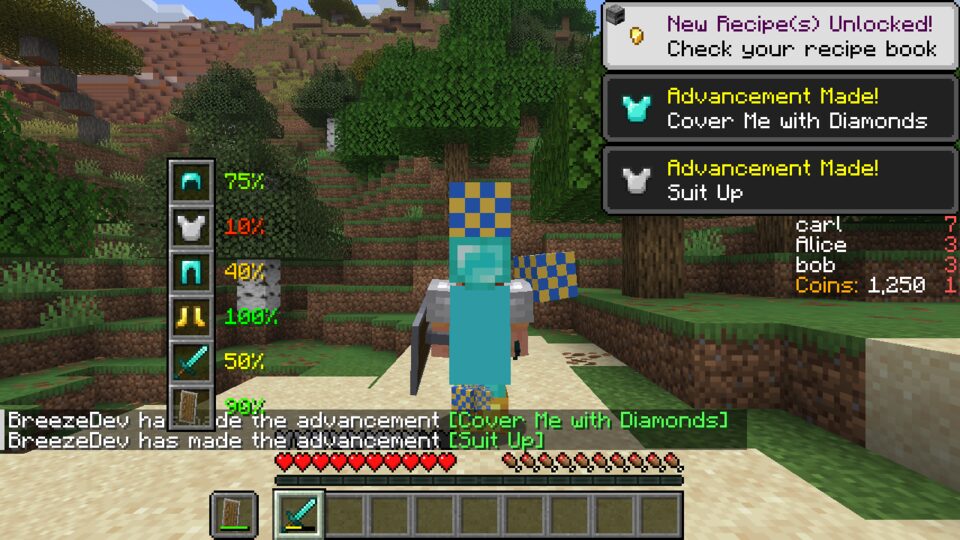 New Recipe(s) Unlocked!
Check your recipe book
Advancement Made!
Cover Me with Diamonds
Advancement Made!
Suit Up
carl 7
Alice 3
bob 3
Coins: 1,250 1
75%
10%
40%
100%
50%
90%
BreezeDev has made the advancement [Cover Me with Diamonds]
BreezeDev has made the advancement [Suit Up]